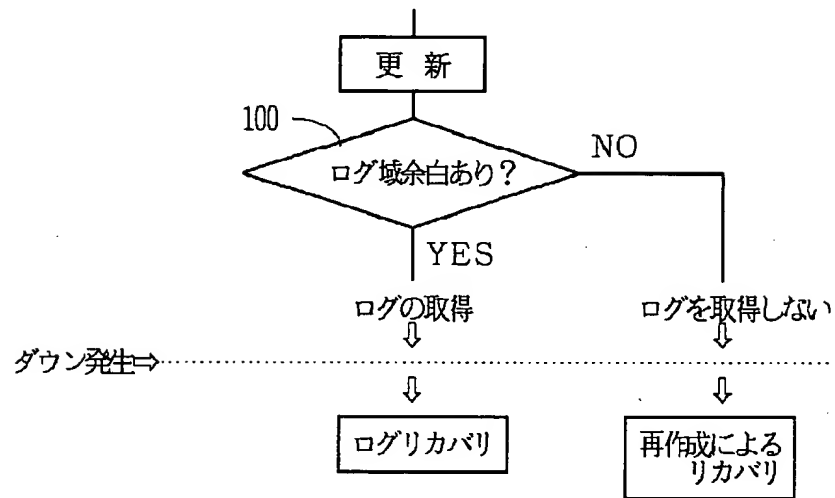 更 新
100
ログ域余白あり?
NO
YES
ログの取得
ログを取得しない
⇩ ⇩
ダウン発生⇨
⇩ ⇩
ログリカバリ
再作成による
リカバリ